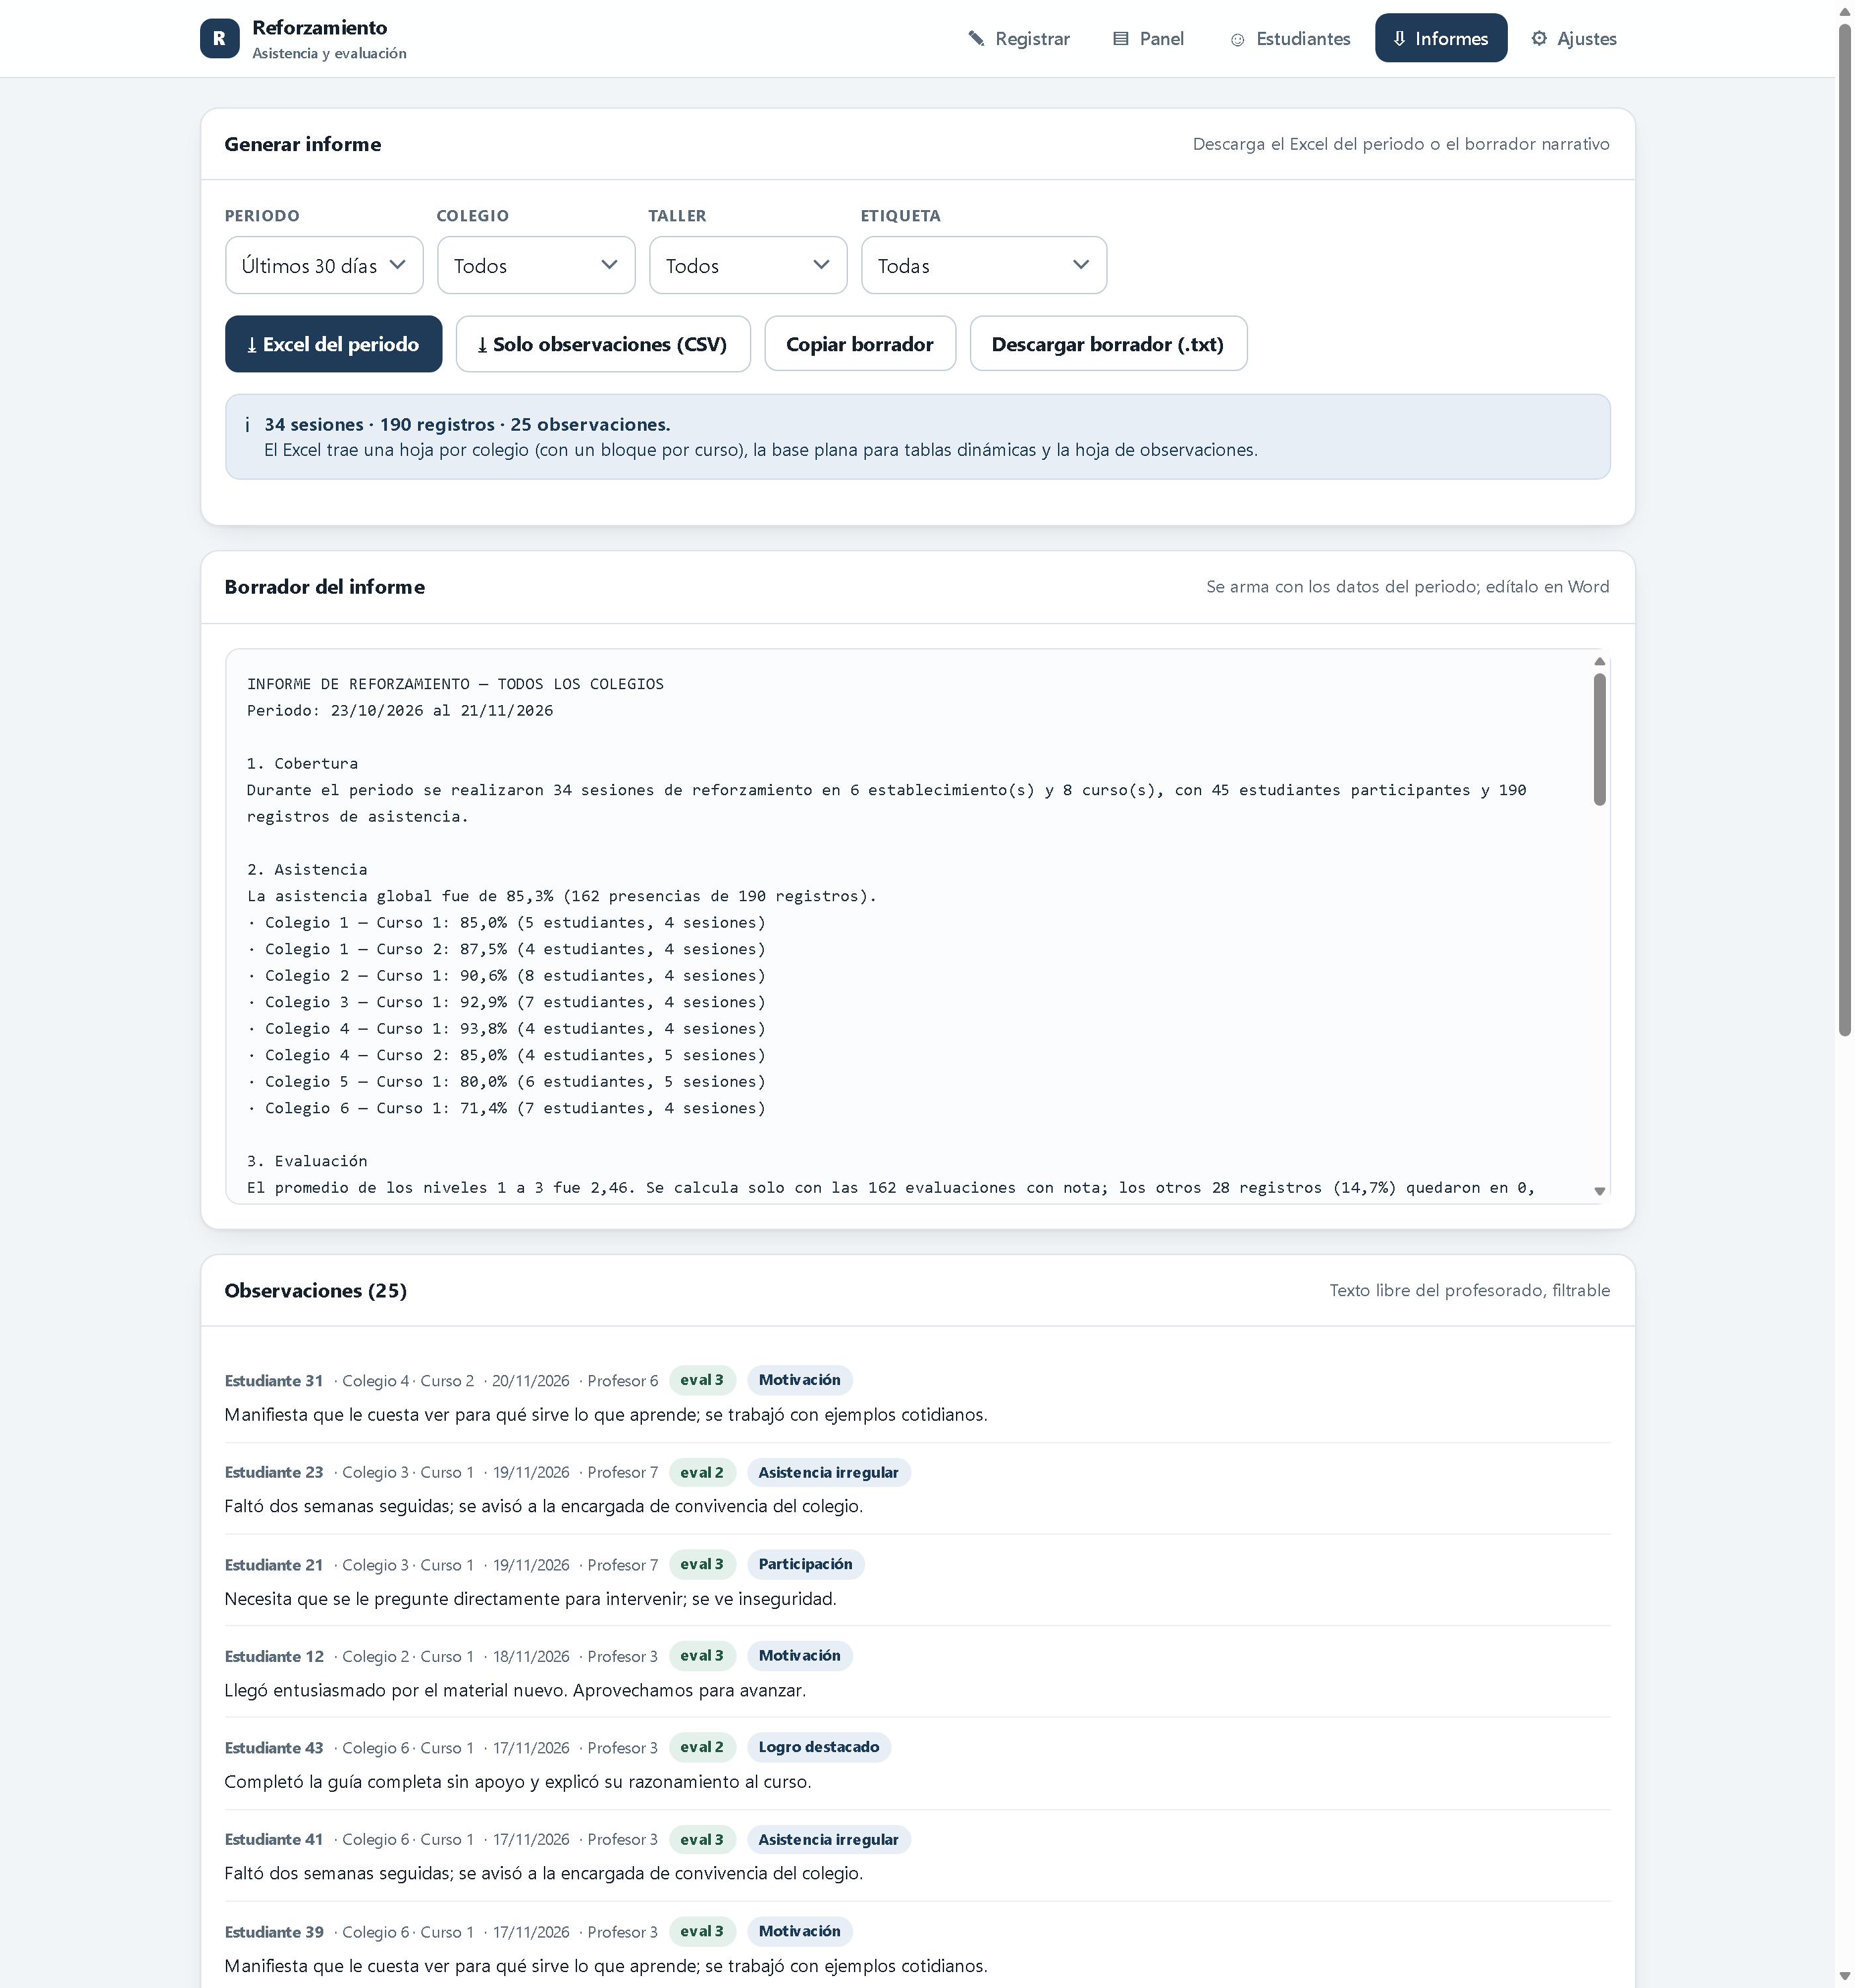 R
Reforzamiento
Asistencia y evaluación
Registrar
Panel
Estudiantes
Informes
Ajustes
Generar informe
Descarga el Excel del periodo o el borrador narrativo
PERIODO
COLEGIO
TALLER
ETIQUETA
Últimos 30 días
Todos
Todos
Todas
⤓ Excel del periodo
⤓ Solo observaciones (CSV)
Copiar borrador
Descargar borrador (.txt)
i 34 sesiones · 190 registros · 25 observaciones.
El Excel trae una hoja por colegio (con un bloque por curso), la base plana para tablas dinámicas y la hoja de observaciones.
Borrador del informe
Se arma con los datos del periodo; edítalo en Word
INFORME DE REFORZAMIENTO — TODOS LOS COLEGIOS
Periodo: 23/10/2026 al 21/11/2026
1. Cobertura
Durante el periodo se realizaron 34 sesiones de reforzamiento en 6 establecimiento(s) y 8 curso(s), con 45 estudiantes participantes y 190
registros de asistencia.
2. Asistencia
La asistencia global fue de 85,3% (162 presencias de 190 registros).
· Colegio 1 — Curso 1: 85,0% (5 estudiantes, 4 sesiones)
· Colegio 1 — Curso 2: 87,5% (4 estudiantes, 4 sesiones)
· Colegio 2 — Curso 1: 90,6% (8 estudiantes, 4 sesiones)
· Colegio 3 — Curso 1: 92,9% (7 estudiantes, 4 sesiones)
· Colegio 4 — Curso 1: 93,8% (4 estudiantes, 4 sesiones)
· Colegio 4 — Curso 2: 85,0% (4 estudiantes, 5 sesiones)
· Colegio 5 — Curso 1: 80,0% (6 estudiantes, 5 sesiones)
· Colegio 6 — Curso 1: 71,4% (7 estudiantes, 4 sesiones)
3. Evaluación
El promedio de los niveles 1 a 3 fue 2,46. Se calcula solo con las 162 evaluaciones con nota; los otros 28 registros (14,7%) quedaron en 0,
Observaciones (25)
Texto libre del profesorado, filtrable
Estudiante 31 · Colegio 4 · Curso 2 · 20/11/2026 · Profesor 6 eval 3 Motivación
Manifiesta que le cuesta ver para qué sirve lo que aprende; se trabajó con ejemplos cotidianos.
Estudiante 23 · Colegio 3 · Curso 1 · 19/11/2026 · Profesor 7 eval 2 Asistencia irregular
Faltó dos semanas seguidas; se avisó a la encargada de convivencia del colegio.
Estudiante 21 · Colegio 3 · Curso 1 · 19/11/2026 · Profesor 7 eval 3 Participación
Necesita que se le pregunte directamente para intervenir; se ve inseguridad.
Estudiante 12 · Colegio 2 · Curso 1 · 18/11/2026 · Profesor 3 eval 3 Motivación
Llegó entusiasmado por el material nuevo. Aprovechamos para avanzar.
Estudiante 43 · Colegio 6 · Curso 1 · 17/11/2026 · Profesor 3 eval 2 Logro destacado
Completó la guía completa sin apoyo y explicó su razonamiento al curso.
Estudiante 41 · Colegio 6 · Curso 1 · 17/11/2026 · Profesor 3 eval 3 Asistencia irregular
Faltó dos semanas seguidas; se avisó a la encargada de convivencia del colegio.
Estudiante 39 · Colegio 6 · Curso 1 · 17/11/2026 · Profesor 3 eval 3 Motivación
Manifiesta que le cuesta ver para qué sirve lo que aprende; se trabajó con ejemplos cotidianos.